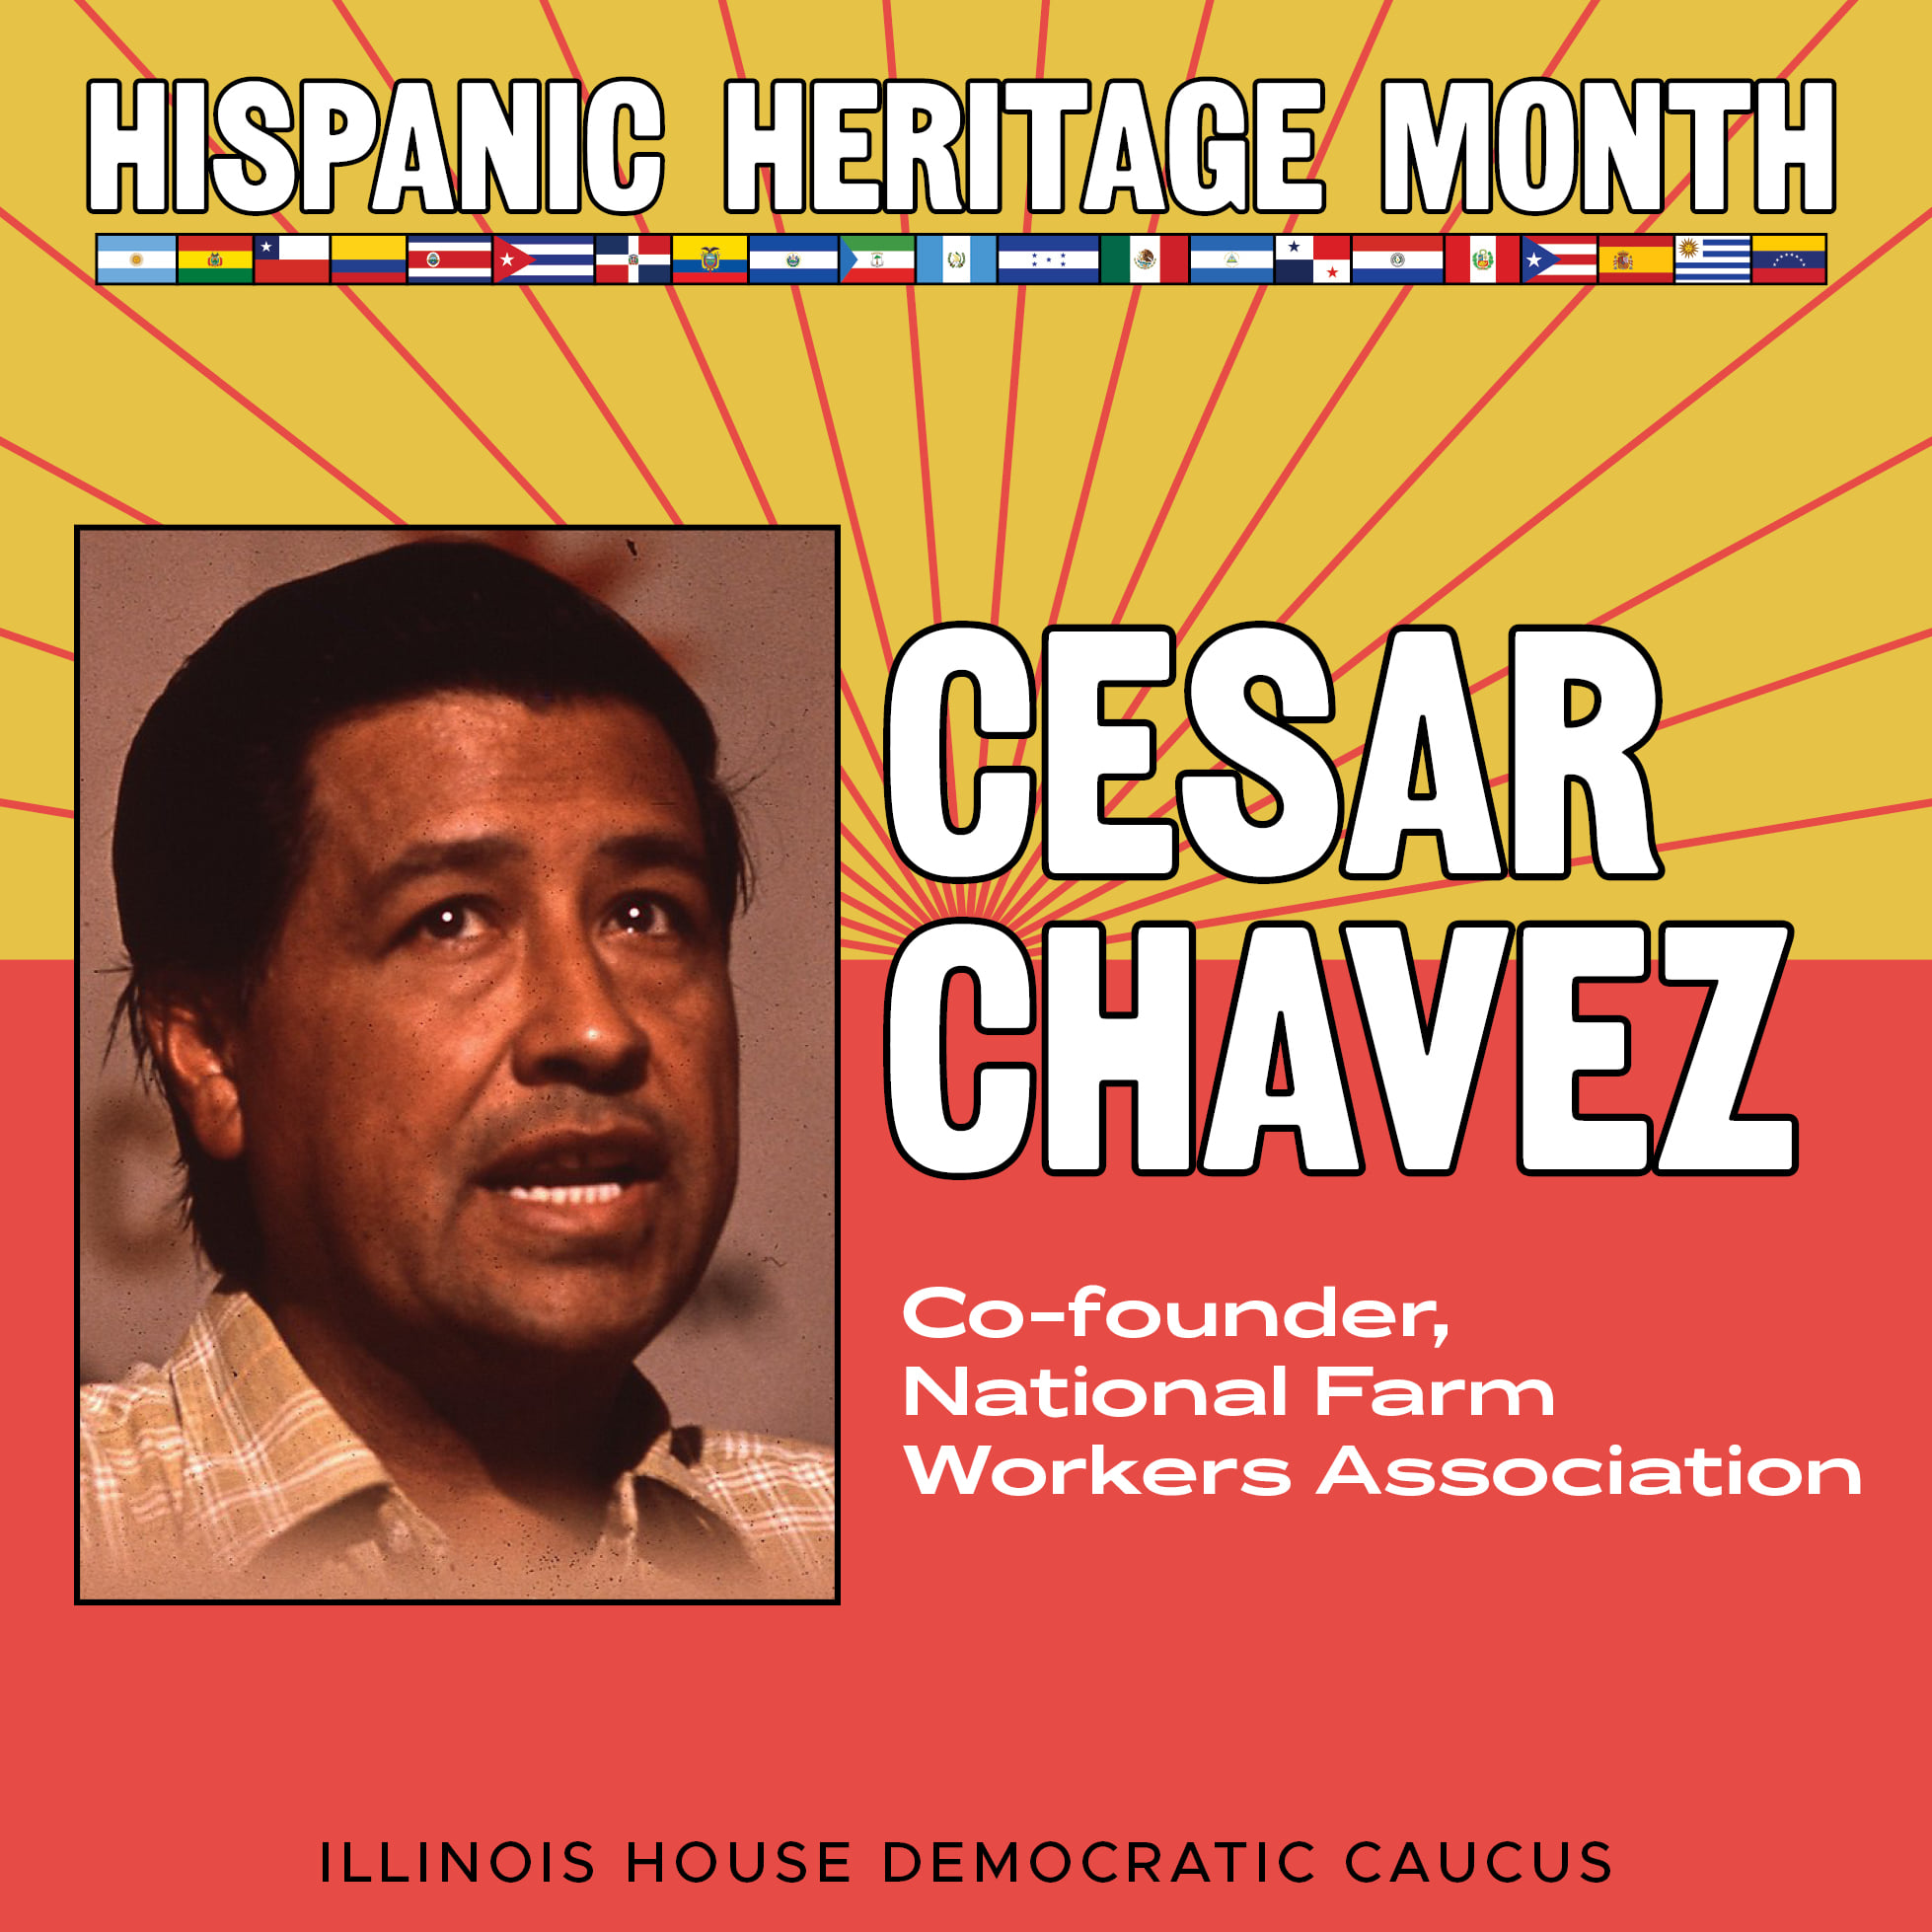 HISPANIC HERITAGE MONTH
CESAR
CHAVEZ
Co-founder,
National Farm
Workers Association
ILLINOIS HOUSE DEMOCRATIC CAUCUS